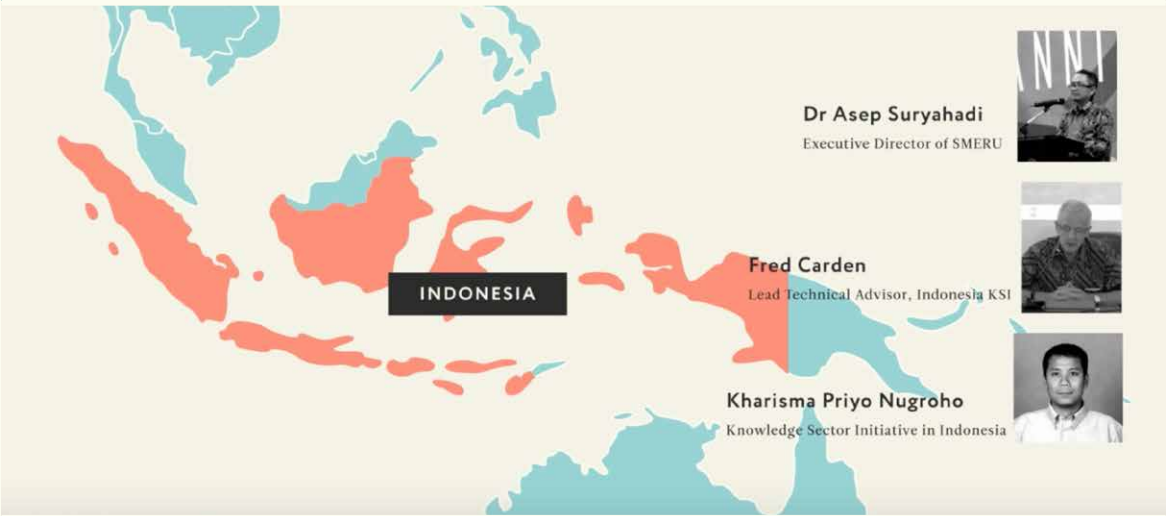 ANNI
Dr Asep Suryahadi
Executive Director of SMERU
Fred Carden
Lead Technical Advisor, Indonesia KSI
INDONESIA
Kharisma Priyo Nugroho
Knowledge Sector Initiative in Indonesia